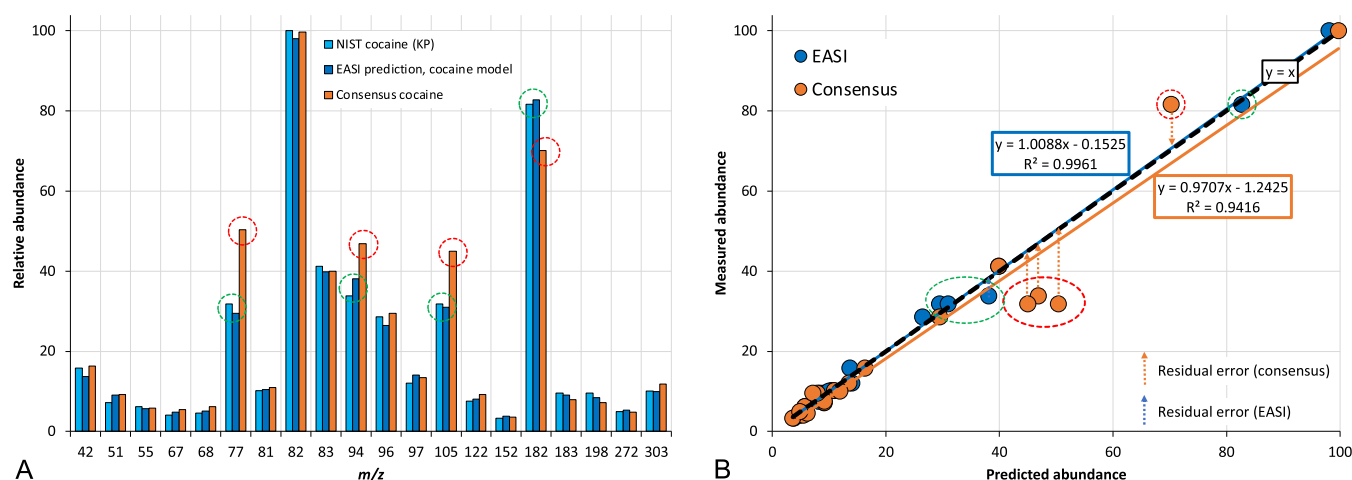 Relative abundance
100
80
60
40
20
0
NIST cocaine (KP)
EASI prediction, cocaine model
Consensus cocaine
42 51 55 67 68 77 81 82 83 94 96 97 105 122 152 182 183 198 272 303
m/z
A
Measured abundance
100
80
60
40
20
0
EASI
Consensus
y = x
y = 1.0088x - 0.1525
R² = 0.9961
y = 0.9707x - 1.2425
R² = 0.9416
Residual error (consensus)
Residual error (EASI)
0 20 40 60 80 100
Predicted abundance
B